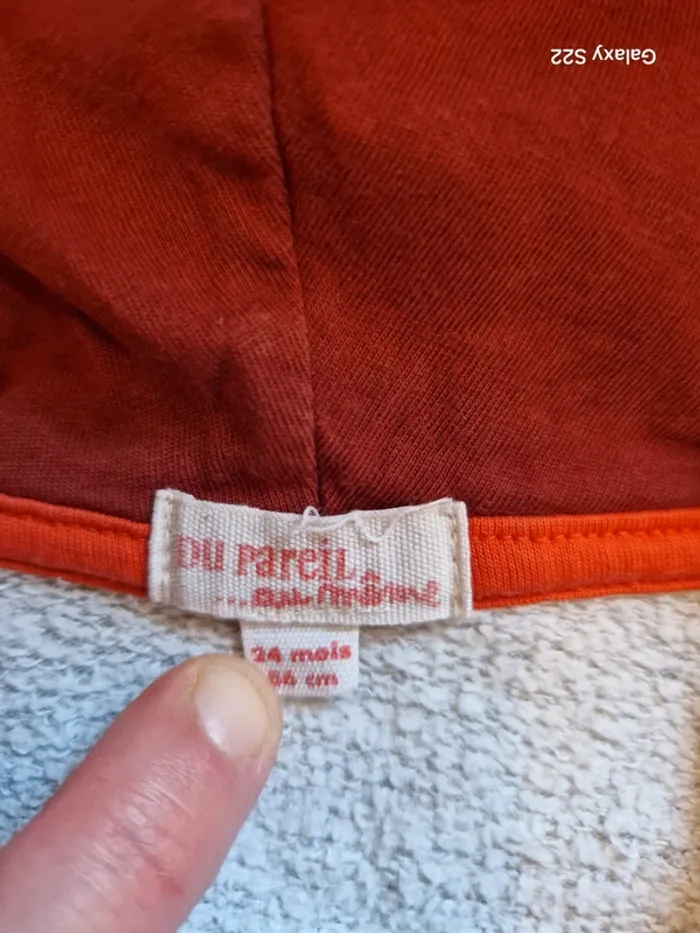 Galaxy S22
DU PAREIL
...au même
24 mois
86 cm